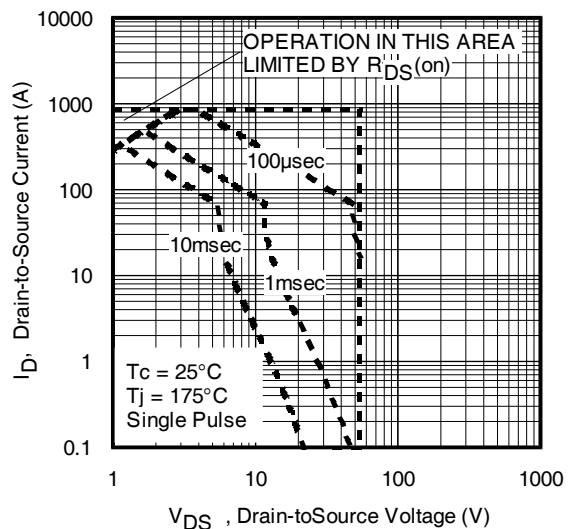 10000
OPERATION IN THIS AREA
LIMITED BY RDS(on)
1000
100µsec
100
10msec
10
1msec
1
Tc = 25°C
Tj = 175°C
Single Pulse
0.1
1
10
100
1000
ID, Drain-to-Source Current (A)
VDS , Drain-toSource Voltage (V)